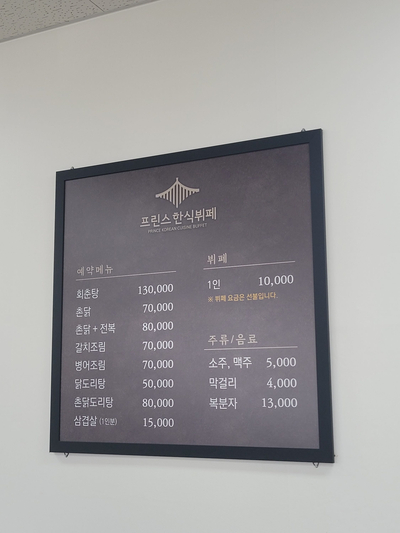 프린스 한식뷔페
PRINCE KOREAN CUISINE BUFFET
예약메뉴
회춘탕 130,000
촌닭 70,000
촌닭 + 전복 80,000
갈치조림 70,000
병어조림 70,000
닭도리탕 50,000
촌닭도리탕 80,000
삼겹살 (1인분) 15,000
뷔페
1인 10,000
※ 뷔페 요금은 선불입니다.
주류/음료
소주, 맥주 5,000
막걸리 4,000
복분자 13,000